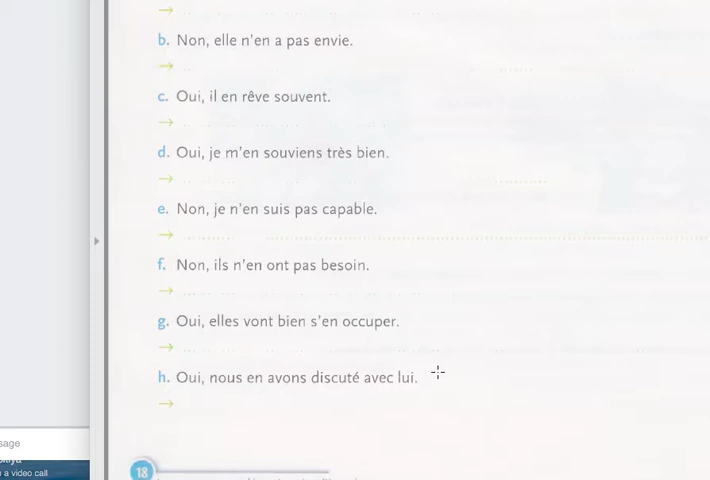 →
b. Non, elle n'en a pas envie.
→
c. Oui, il en rêve souvent.
→
d. Oui, je m'en souviens très bien.
→
e. Non, je n'en suis pas capable.
→
f. Non, ils n'en ont pas besoin.
→
g. Oui, elles vont bien s'en occuper.
→
h. Oui, nous en avons discuté avec lui.
→
sage
a video call
18